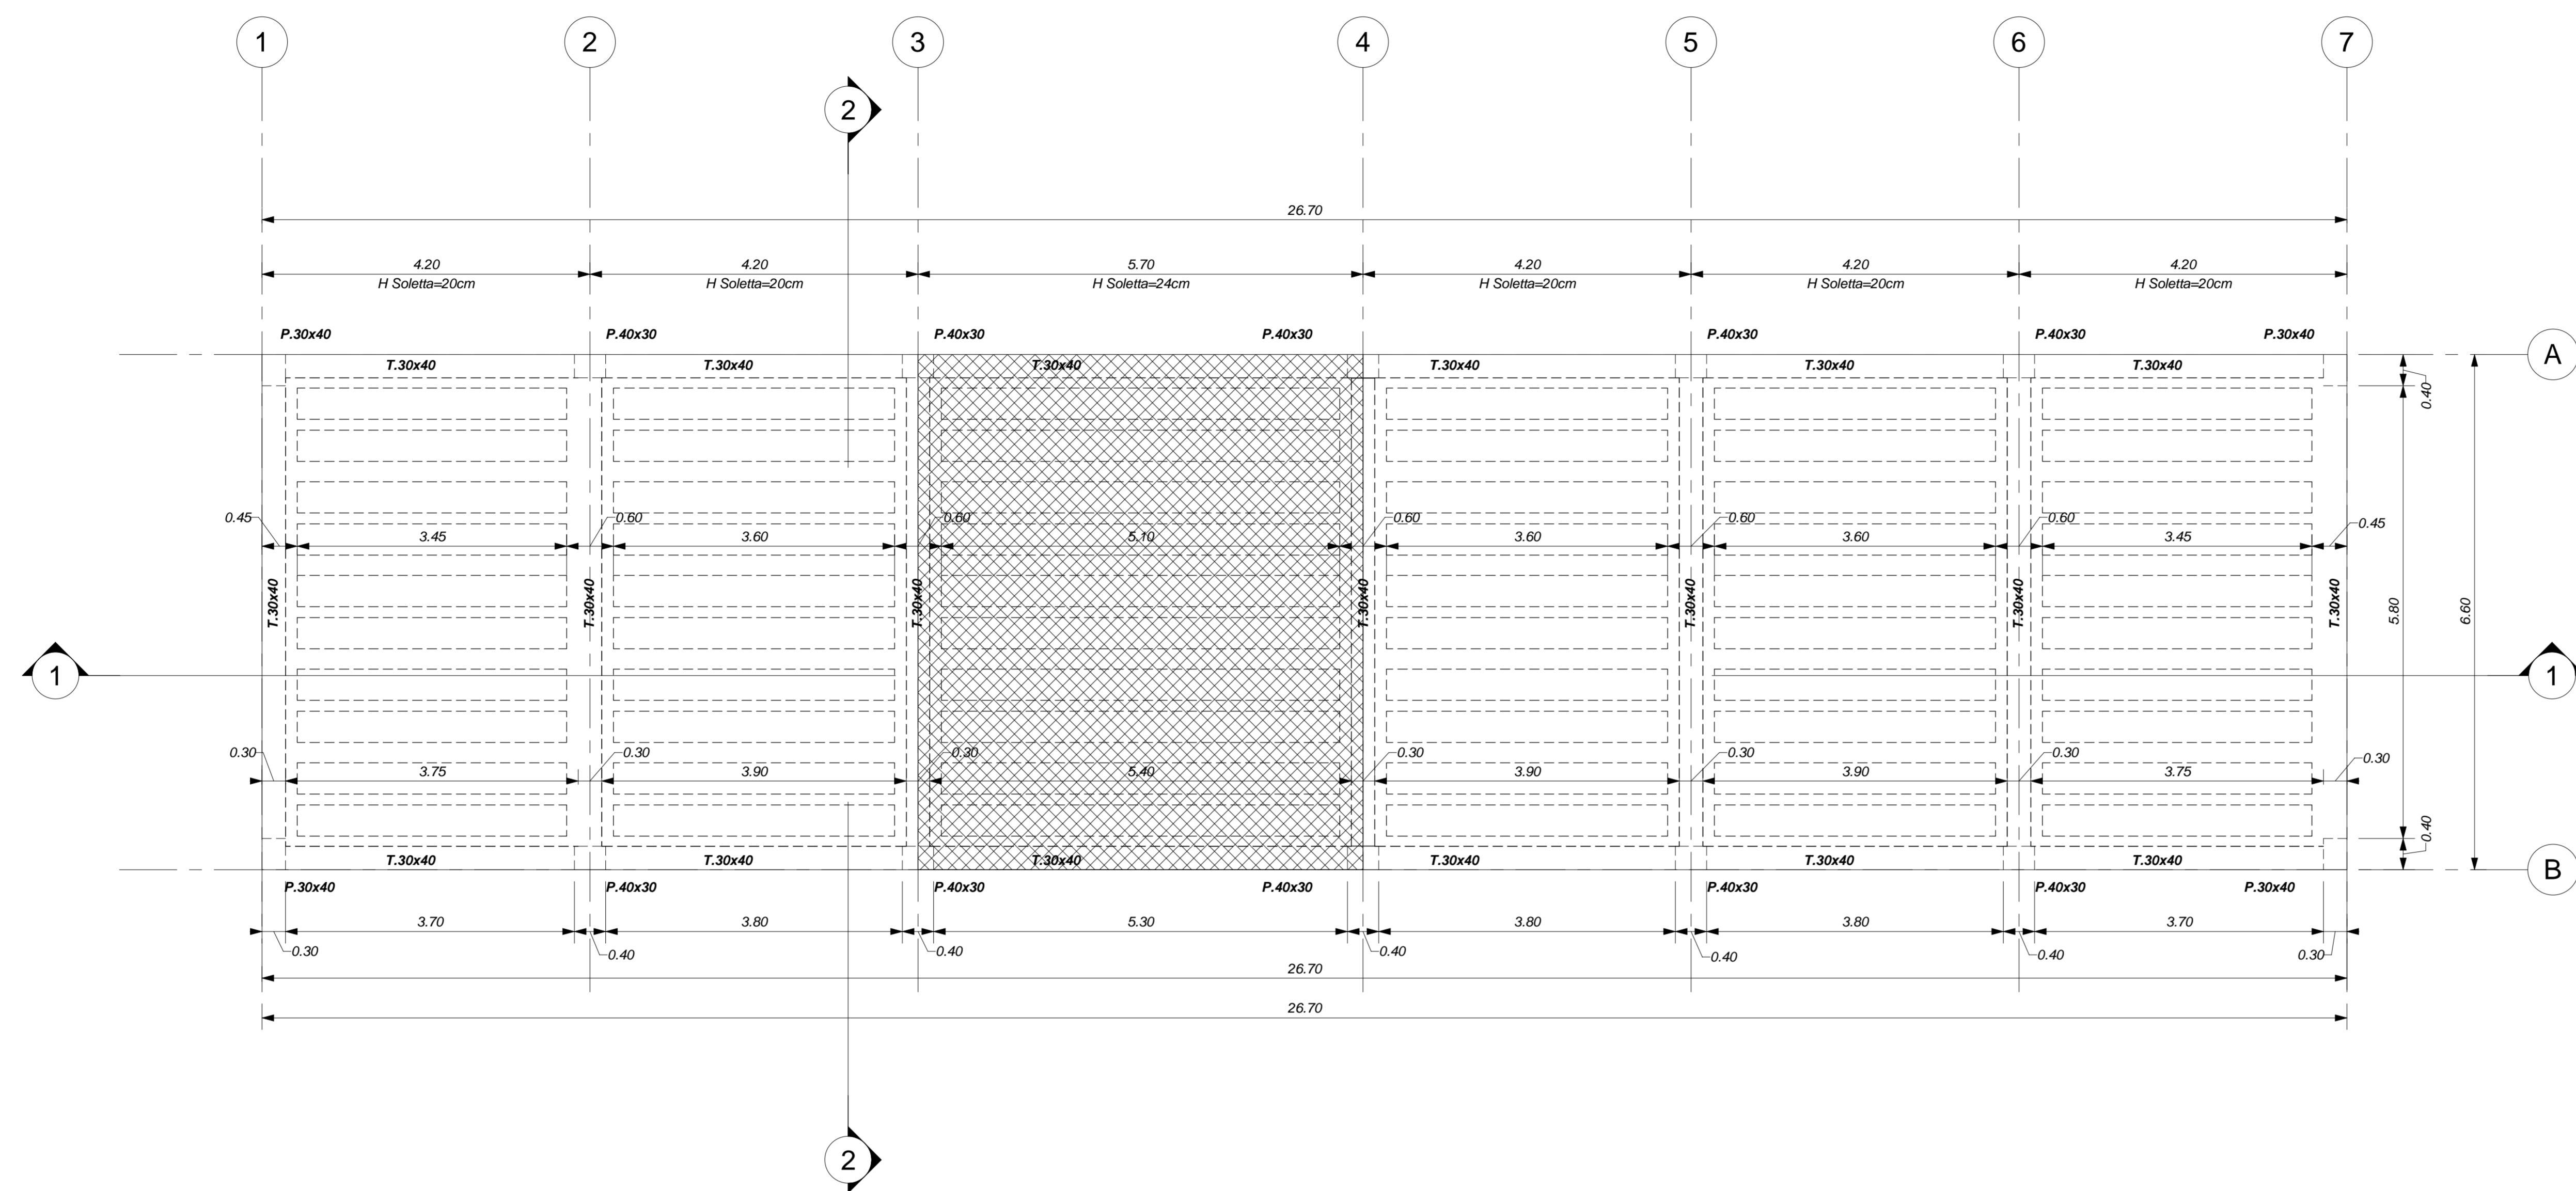 1 2 3 4 5 6 7
2
26.70
4.20 4.20 5.70 4.20 4.20 4.20
H Soletta=20cm H Soletta=20cm H Soletta=24cm H Soletta=20cm H Soletta=20cm H Soletta=20cm
P.30x40 P.40x30 P.40x30 P.40x30 P.40x30 P.40x30 P.30x40
A
T.30x40 T.30x40 T.30x40 T.30x40 T.30x40 T.30x40
0.40
0.45 0.60 0.60 0.60 0.60 0.60 0.45
3.45 3.60 5.10 3.60 3.60 3.45
T.30x40 T.30x40 T.30x40 T.30x40 T.30x40 T.30x40 T.30x40
5.80 6.60
1 1
0.30 0.30 0.30 0.30 0.30 0.30 0.30
3.75 3.90 5.40 3.90 3.90 3.75
0.40
T.30x40 T.30x40 T.30x40 T.30x40 T.30x40 T.30x40
B
P.30x40 P.40x30 P.40x30 P.40x30 P.40x30 P.40x30 P.30x40
3.70 3.80 5.30 3.80 3.80 3.70
0.30 0.40 0.40 0.40 0.40 0.40 0.30
26.70
26.70
2